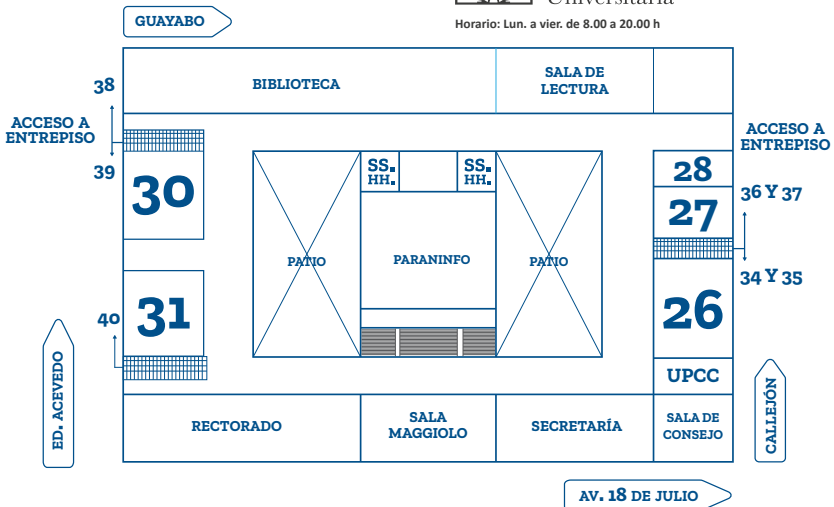 GUAYABO
Universitaria
Horario: Lun. a vier. de 8.00 a 20.00 h
38
BIBLIOTECA
SALA DE
LECTURA
ACCESO A
ENTREPISO
ACCESO A
ENTREPISO
39
30
SS.
HH.
SS.
HH.
28
27
36 Y 37
PATIO
PARANINFO
PATIO
34 Y 35
40
31
26
UPCC
ED. ACEVEDO
RECTORADO
SALA
MAGGIOLO
SECRETARÍA
SALA DE
CONSEJO
CALLEJÓN
AV. 18 DE JULIO